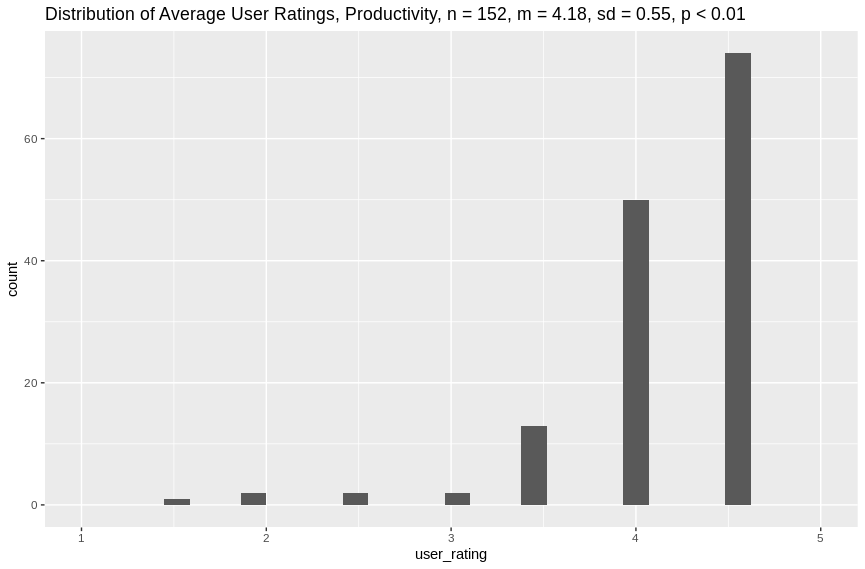 Distribution of Average User Ratings, Productivity, n = 152, m = 4.18, sd = 0.55, p < 0.01
60
40
20
0
count
1 2 3 4 5
user_rating